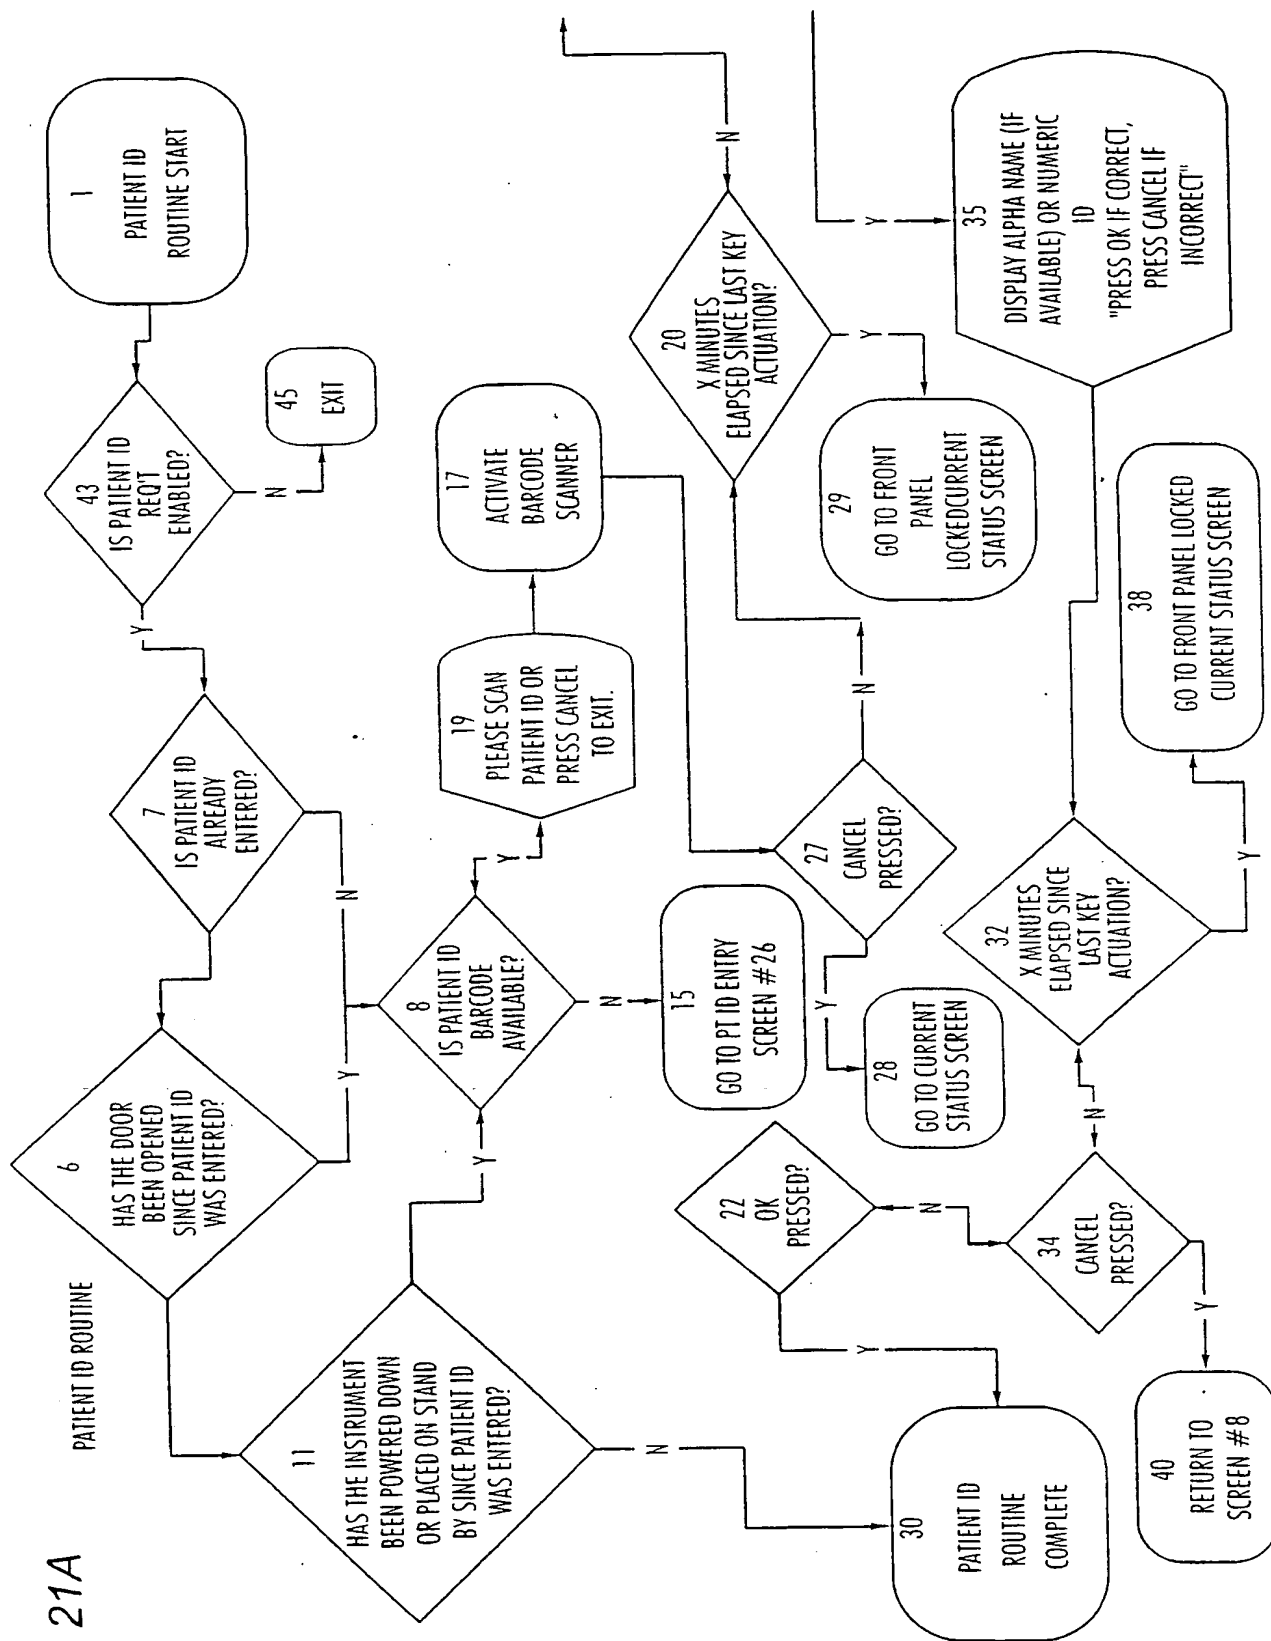 21A
PATIENT ID ROUTINE
1
PATIENT ID
ROUTINE START
43
IS PATIENT ID
REQ'T
ENABLED?
N
45
EXIT
Y
7
IS PATIENT ID
ALREADY
ENTERED?
N
6
HAS THE DOOR
BEEN OPENED
SINCE PATIENT ID
WAS ENTERED?
Y
11
HAS THE INSTRUMENT
BEEN POWERED DOWN
OR PLACED ON STAND
BY SINCE PATIENT ID
WAS ENTERED?
Y
N
8
IS PATIENT ID
BARCODE
AVAILABLE?
Y
N
19
PLEASE SCAN
PATIENT ID OR
PRESS CANCEL
TO EXIT.
17
ACTIVATE
BARCODE
SCANNER
15
GO TO PT ID ENTRY
SCREEN #26
27
CANCEL
PRESSED?
N
Y
28
GO TO CURRENT
STATUS SCREEN
20
X MINUTES
ELAPSED SINCE LAST KEY
ACTUATION?
N
Y
29
GO TO FRONT
PANEL
LOCKEDCURRENT
STATUS SCREEN
Y
35
DISPLAY ALPHA NAME (IF
AVAILABLE) OR NUMERIC
ID
"PRESS OK IF CORRECT,
PRESS CANCEL IF
INCORRECT"
32
X MINUTES
ELAPSED SINCE
LAST KEY
ACTUATION?
Y
38
GO TO FRONT PANEL LOCKED
CURRENT STATUS SCREEN
N
34
CANCEL
PRESSED?
Y
40
RETURN TO
SCREEN #8
N
22
OK
PRESSED?
Y
30
PATIENT ID
ROUTINE
COMPLETE